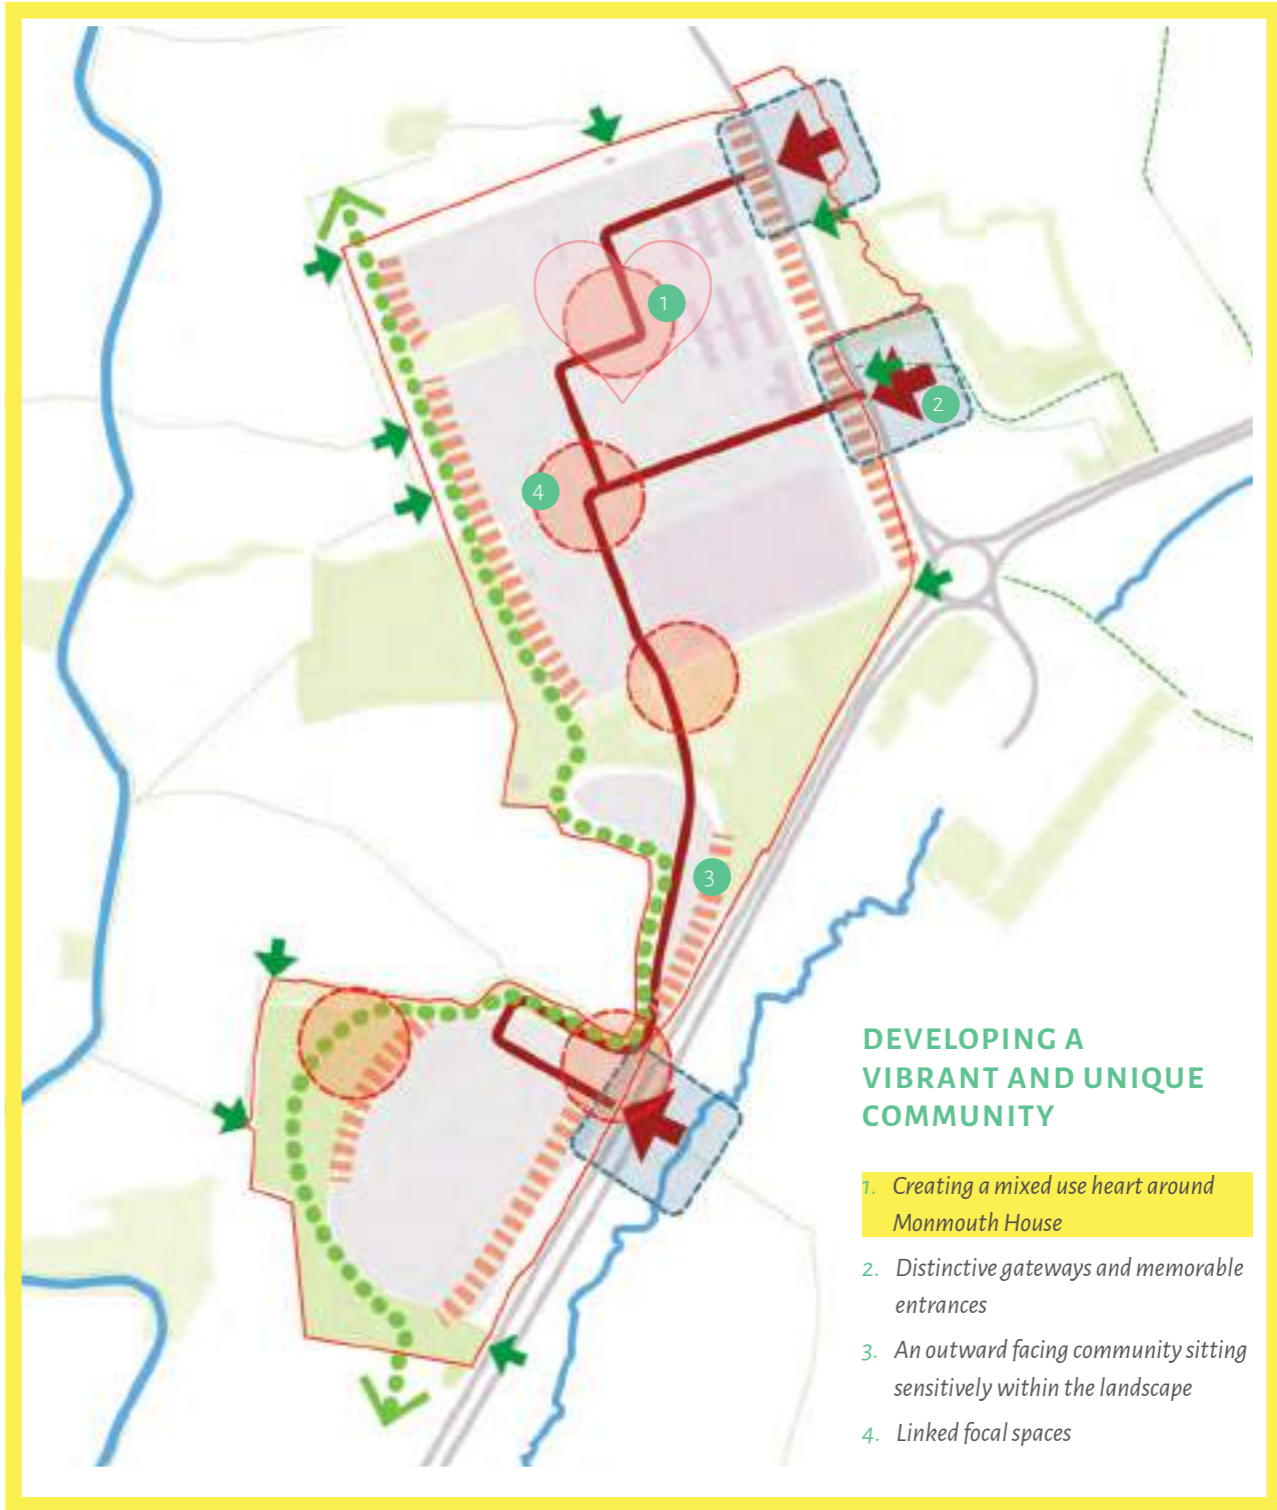 1
2
4
3
DEVELOPING A
VIBRANT AND UNIQUE
COMMUNITY
1. Creating a mixed use heart around
Monmouth House
2. Distinctive gateways and memorable
entrances
3. An outward facing community sitting
sensitively within the landscape
4. Linked focal spaces